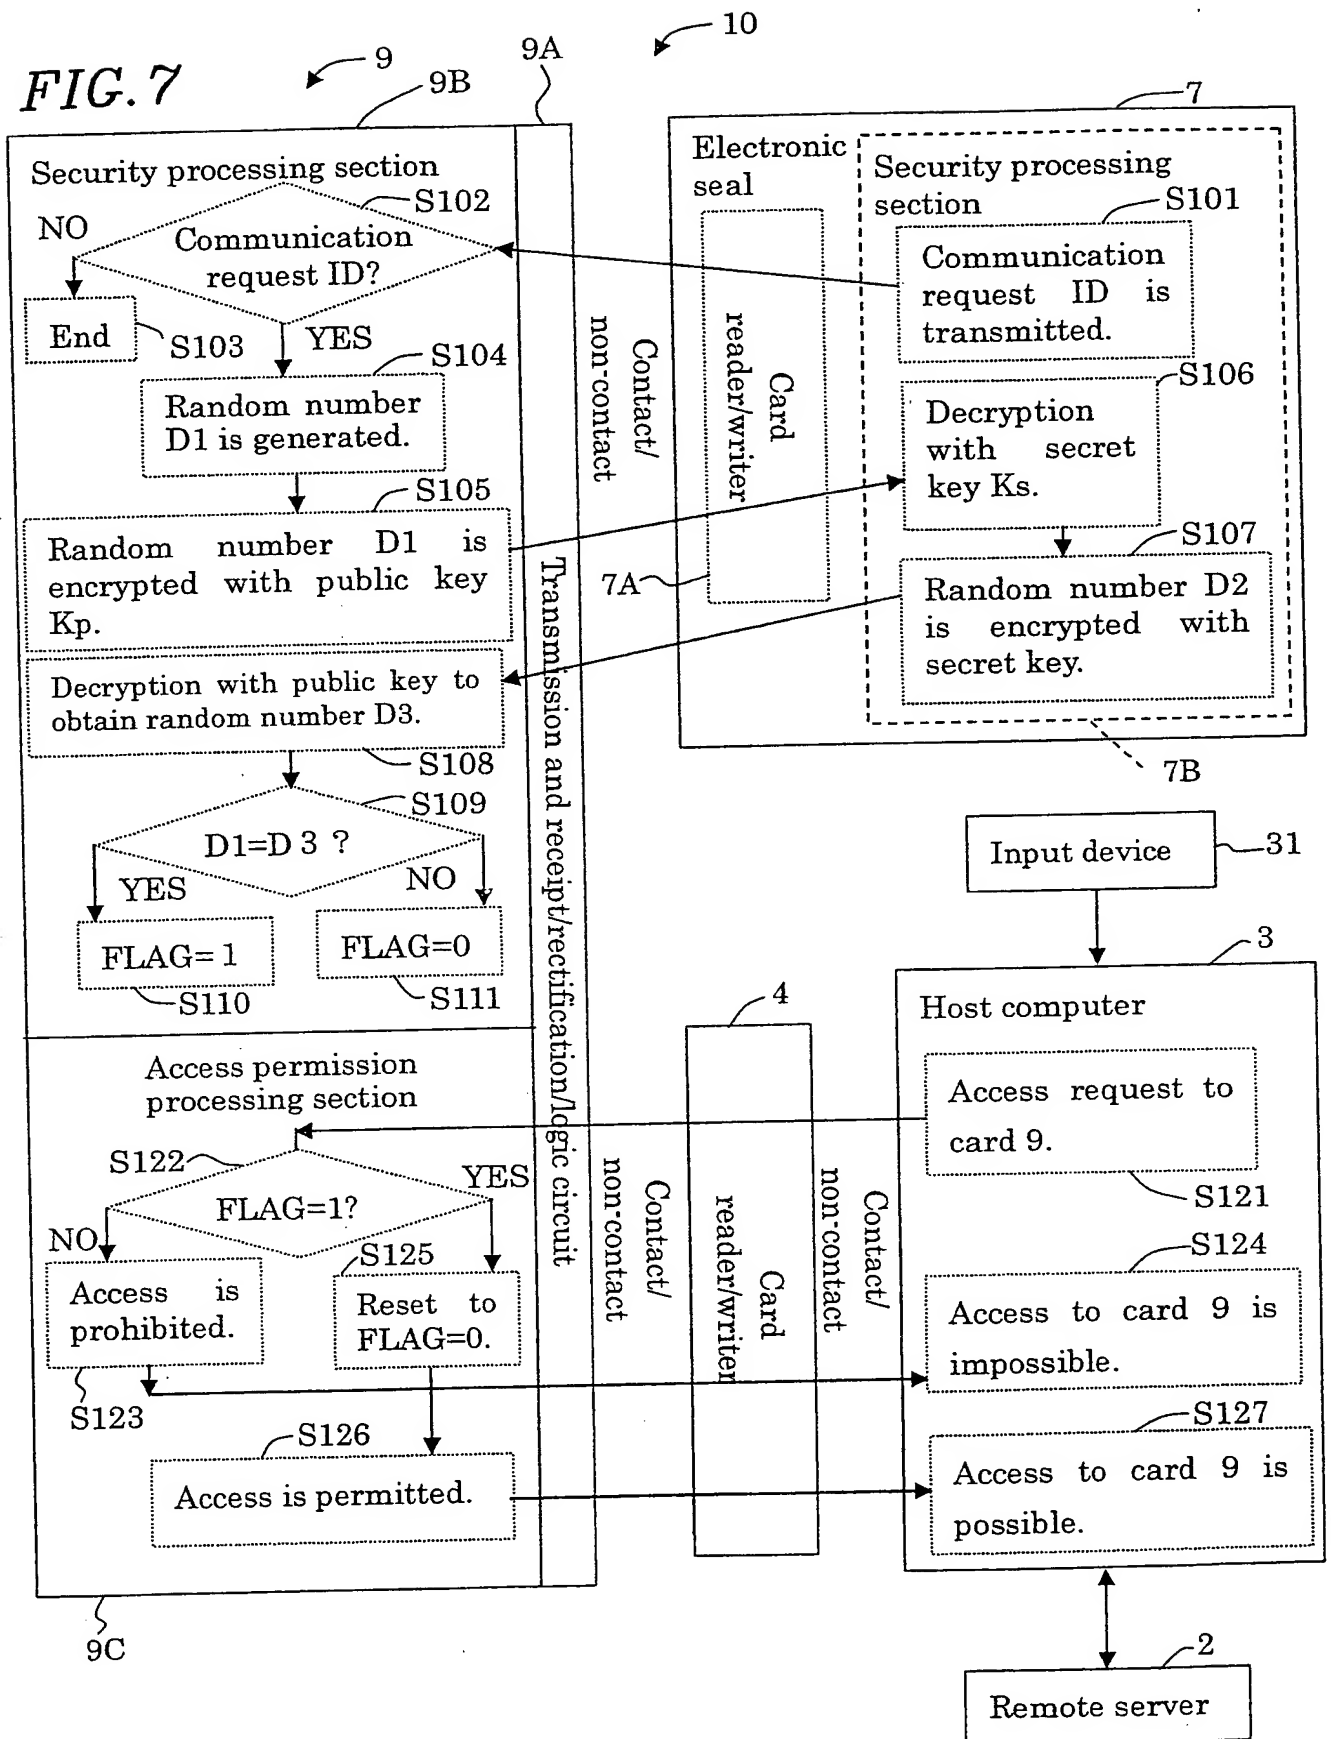 FIG. 7
9
9B
9A
10
7
Security processing section
S102
NO
Communication
request ID?
End
S103
YES
S104
Random number
D1 is generated.
S105
Random number D1 is
encrypted with public key
Kp.
Decryption with public key to
obtain random number D3.
S108
S109
D1=D3 ?
YES
NO
FLAG=1
FLAG=0
S110
S111
Transmission and receipt/rectification/logic circuit
Contact/
non-contact
Electronic
seal
Card
reader/writer
7A
Security processing
section
S101
Communication
request ID is
transmitted.
S106
Decryption
with secret
key Ks.
S107
Random number D2
is encrypted with
secret key.
7B
Input device
31
3
Host computer
Access request to
card 9.
S121
S124
Access to card 9 is
impossible.
S127
Access to card 9 is
possible.
4
Contact/
non-contact
Card
reader/writer
Contact/
non-contact
Access permission
processing section
S122
YES
FLAG=1?
NO
S125
Access is
prohibited.
Reset to
FLAG=0.
S123
S126
Access is permitted.
9C
2
Remote server